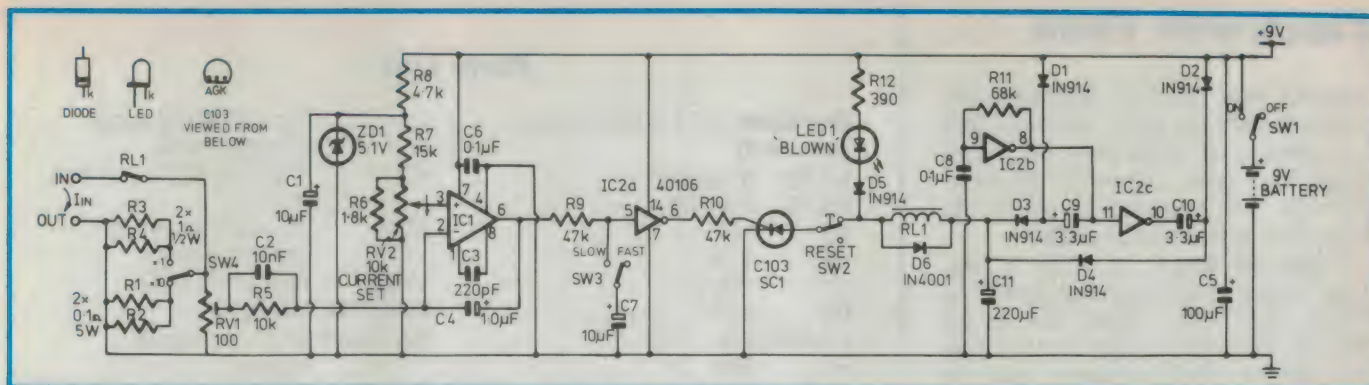 DIODE
k
LED
k
AGK
C103
VIEWED FROM
BELOW
IN
RL1
IIN
OUT
R3
R4
2×
1Ω
½W
×1
SW4
×10
R1
R2
2×
0·1Ω
5W
C2
10nF
R5
10k
RV1
100
C1
10µF
+
ZD1
5·1V
R8
4·7k
R7
15k
R6
1·8k
RV2
10k
CURRENT
SET
C6
0·1µF
3
+
2
−
7
4
IC1
6
1
8
C3
220pF
C4
+
1·0µF
R9
47k
SLOW
FAST
SW3
+
C7
10µF
IC2a
40106
5
14
6
7
R10
47k
C103
SC1
R12
390
LED1
'BLOWN'
D5
IN914
RESET
SW2
RL1
D6
IN4001
R11
68k
9
8
IC2b
C8
0·1µF
D1
IN914
D3
IN914
+
C9
3·3µF
11
10
IC2c
C10
+
3·3µF
D4
IN914
+
C11
220µF
D2
IN914
C5
+
100µF
+9V
ON
OFF
SW1
+
9V
BATTERY